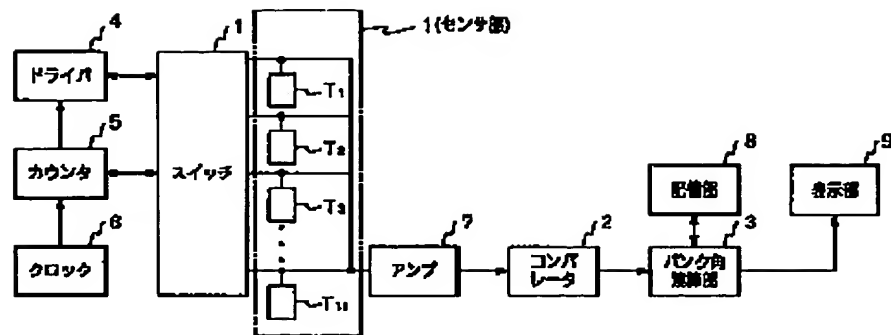 4
ドライバ
5
カウンタ
6
クロック
1
スイッチ
1(センサ部)
T1
T2
T3
7
アンプ
2
コンパ
レータ
8
記憶部
3
バンク角
演算部
9
表示部